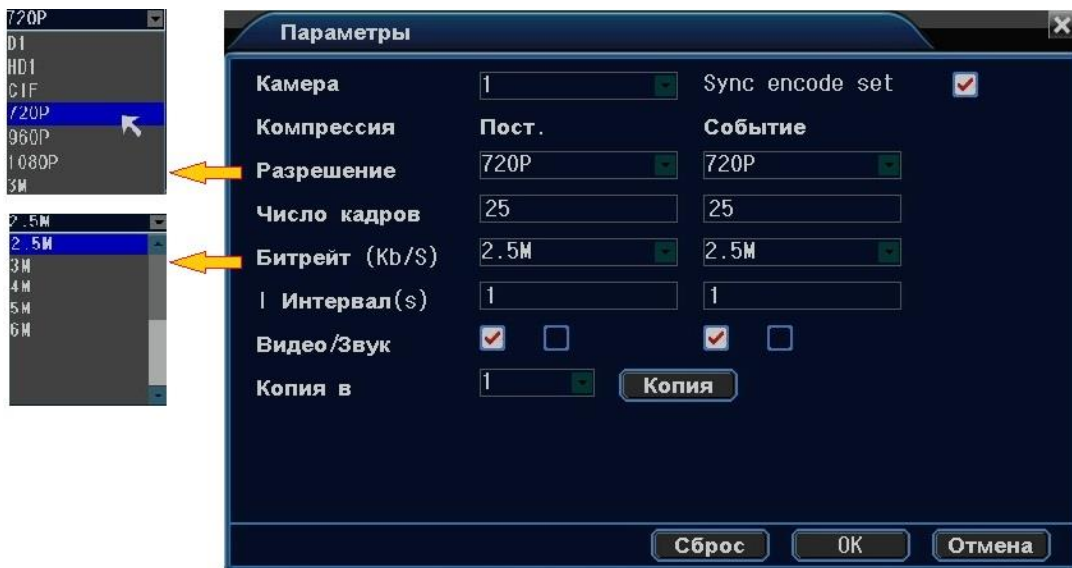 720P
D1
HD1
CIF
720P
960P
1080P
3M
2.5M
2.5M
3M
4M
5M
6M
Параметры
Камера 1 Sync encode set
Компрессия Пост. Событие
Разрешение 720P 720P
Число кадров 25 25
Битрейт (Kb/S) 2.5M 2.5M
I Интервал(s) 1 1
Видео/Звук
Копия в 1 Копия
Сброс OK Отмена